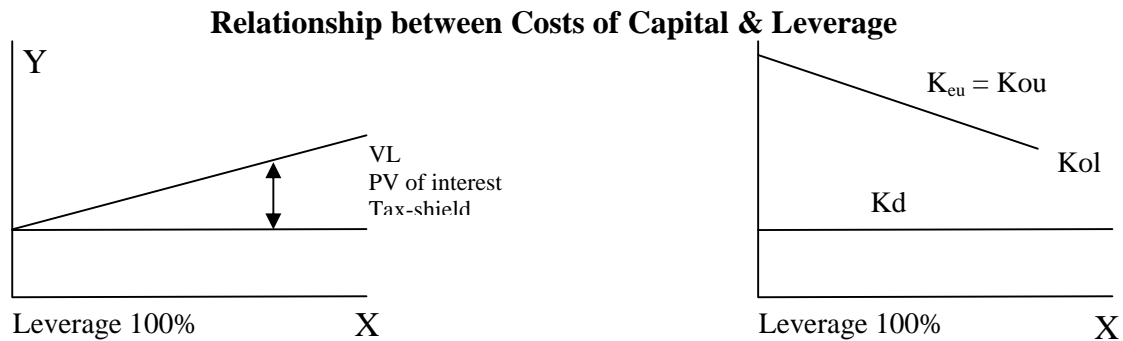 Relationship between Costs of Capital & Leverage
Y
VL
PV of interest
Tax-shield
Leverage 100%
X
Keu = Kou
Kol
Kd
Leverage 100%
X